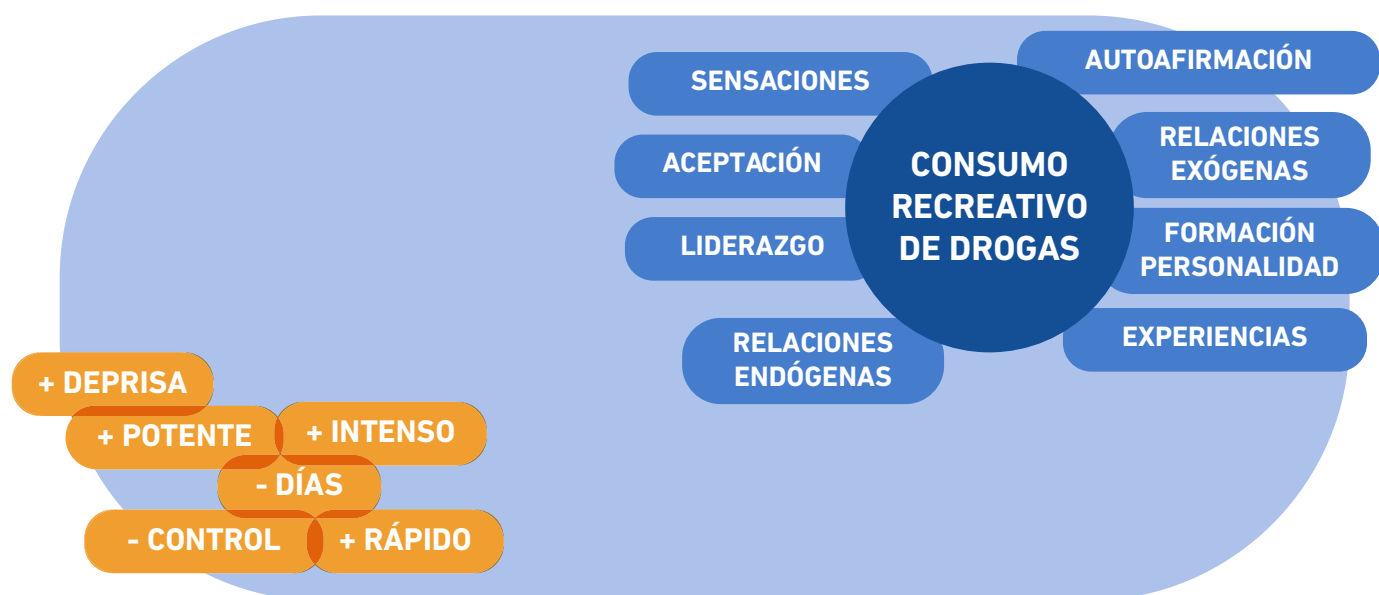 SENSACIONES
ACEPTACIÓN
LIDERAZGO
RELACIONES
ENDÓGENAS
CONSUMO
RECREATIVO
DE DROGAS
AUTOAFIRMACIÓN
RELACIONES
EXÓGENAS
FORMACIÓN
PERSONALIDAD
EXPERIENCIAS
+ DEPRISA
+ POTENTE
+ INTENSO
- DÍAS
- CONTROL
+ RÁPIDO